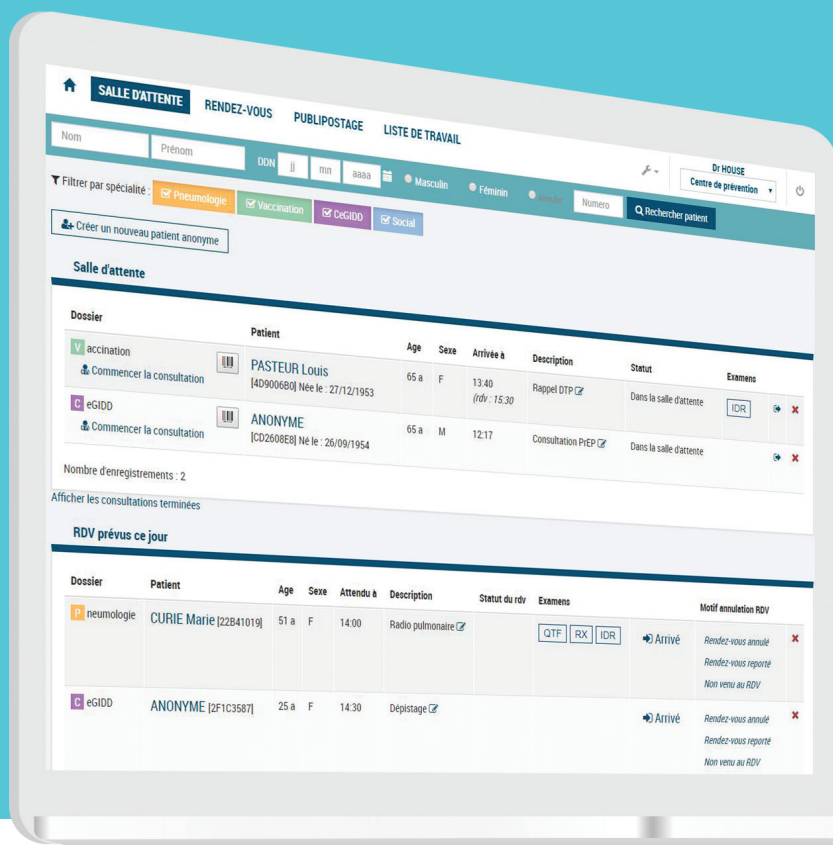 SALLE D'ATTENTE RENDEZ-VOUS PUBLIPOSTAGE LISTE DE TRAVAIL
Dr HOUSE
Centre de prévention
Nom Prénom DDN jj mm aaaa Masculin Féminin Annuler Numero Rechercher patient
Filtrer par spécialité : Pneumologie Vaccination CeGIDD Social
Créer un nouveau patient anonyme
Salle d'attente
Dossier Patient Age Sexe Arrivée à Description Statut Examens
V accination PASTEUR Louis 65 a F 13:40 Rappel DTP Dans la salle d'attente IDR
Commencer la consultation [4D9006B0] Née le : 27/12/1953 (rdv : 15:30
C eGIDD ANONYME 65 a M 12:17 Consultation PrEP Dans la salle d'attente
Commencer la consultation [CD2608E8] Né le : 26/09/1954
Nombre d'enregistrements : 2
Afficher les consultations terminées
RDV prévus ce jour
Dossier Patient Age Sexe Attendu à Description Statut du rdv Examens Motif annulation RDV
P neumologie CURIE Marie [22B41019] 51 a F 14:00 Radio pulmonaire QTF RX IDR Arrivé Rendez-vous annulé
Rendez-vous reporté
Non venu au RDV
C eGIDD ANONYME [2F1C3587] 25 a F 14:30 Dépistage Arrivé Rendez-vous annulé
Rendez-vous reporté
Non venu au RDV